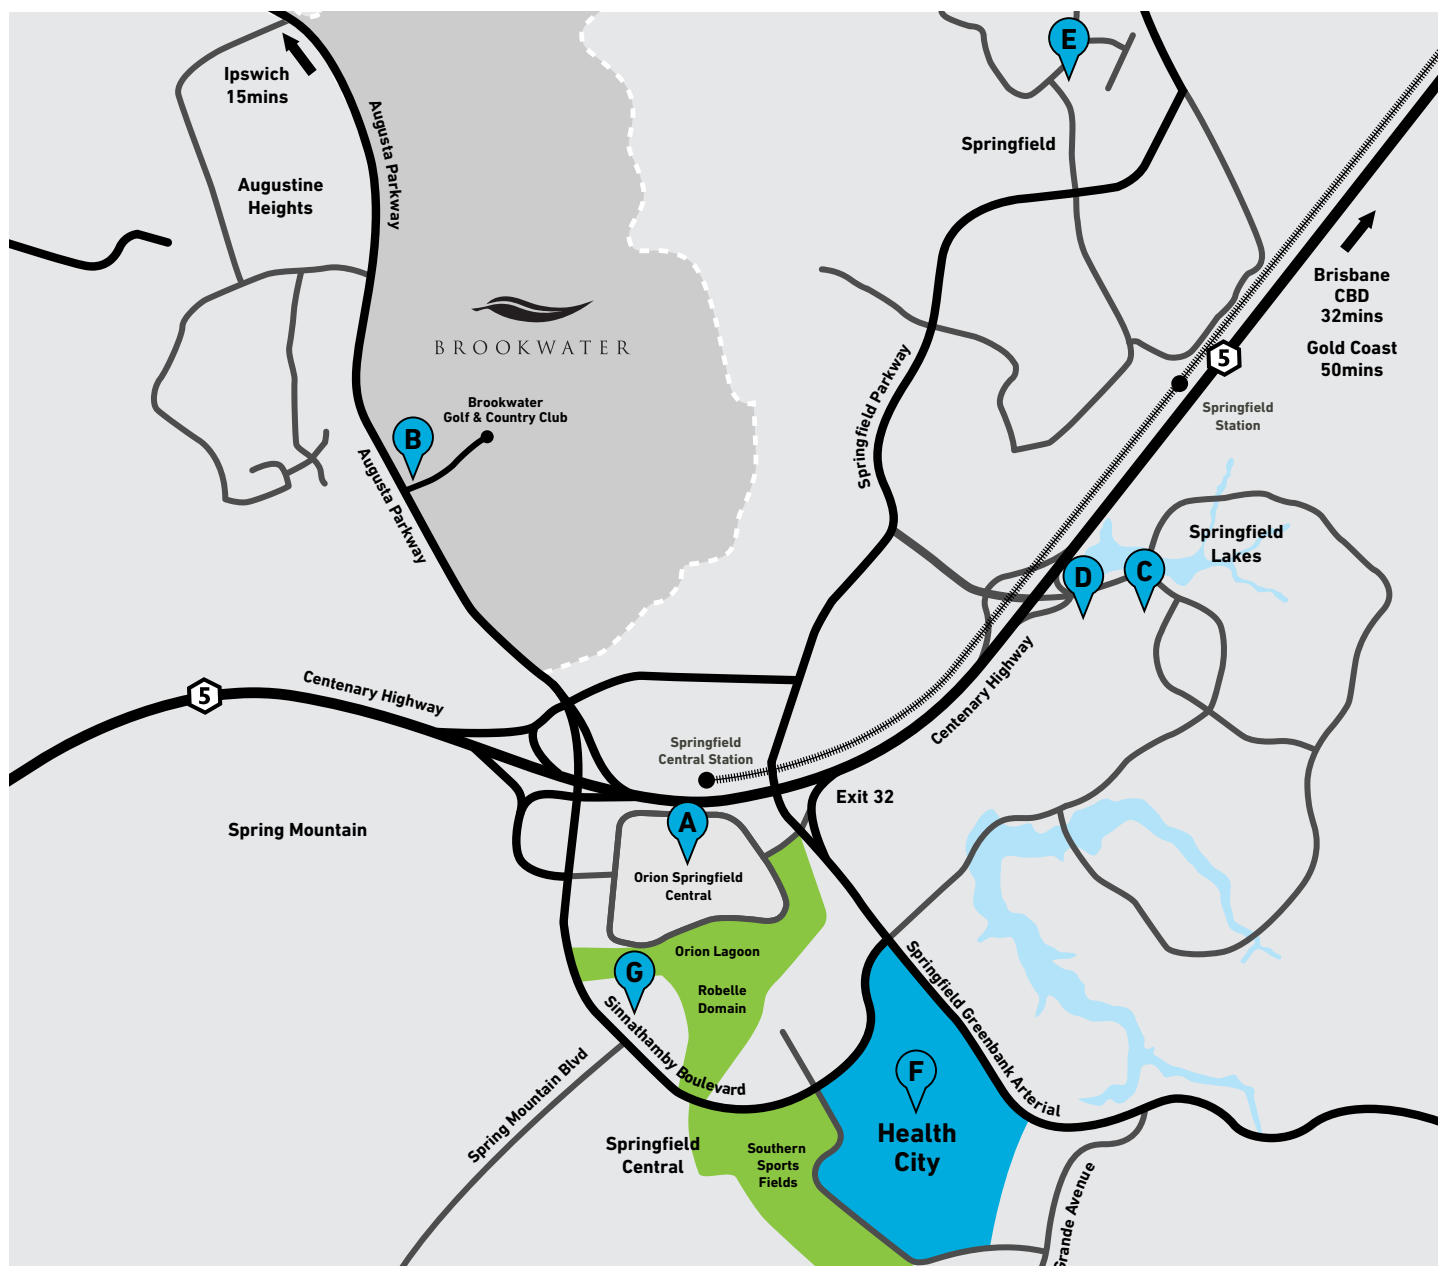 E
Ipswich
15mins
Augusta Parkway
Springfield
Augustine
Heights
Brisbane
CBD
32mins
Gold Coast
50mins
BROOKWATER
5
Springfield Parkway
Brookwater
Golf & Country Club
B
Springfield
Station
Augusta Parkway
Springfield
Lakes
D
C
Centenary Highway
5
Centenary Highway
Springfield
Central Station
Exit 32
A
Spring Mountain
Orion Springfield
Central
Orion Lagoon
G
Robelle
Domain
Springfield Greenbank Arterial
Sinnathamby Boulevard
Spring Mountain Blvd
F
Health
City
Springfield
Central
Southern
Sports
Fields
Grande Avenue